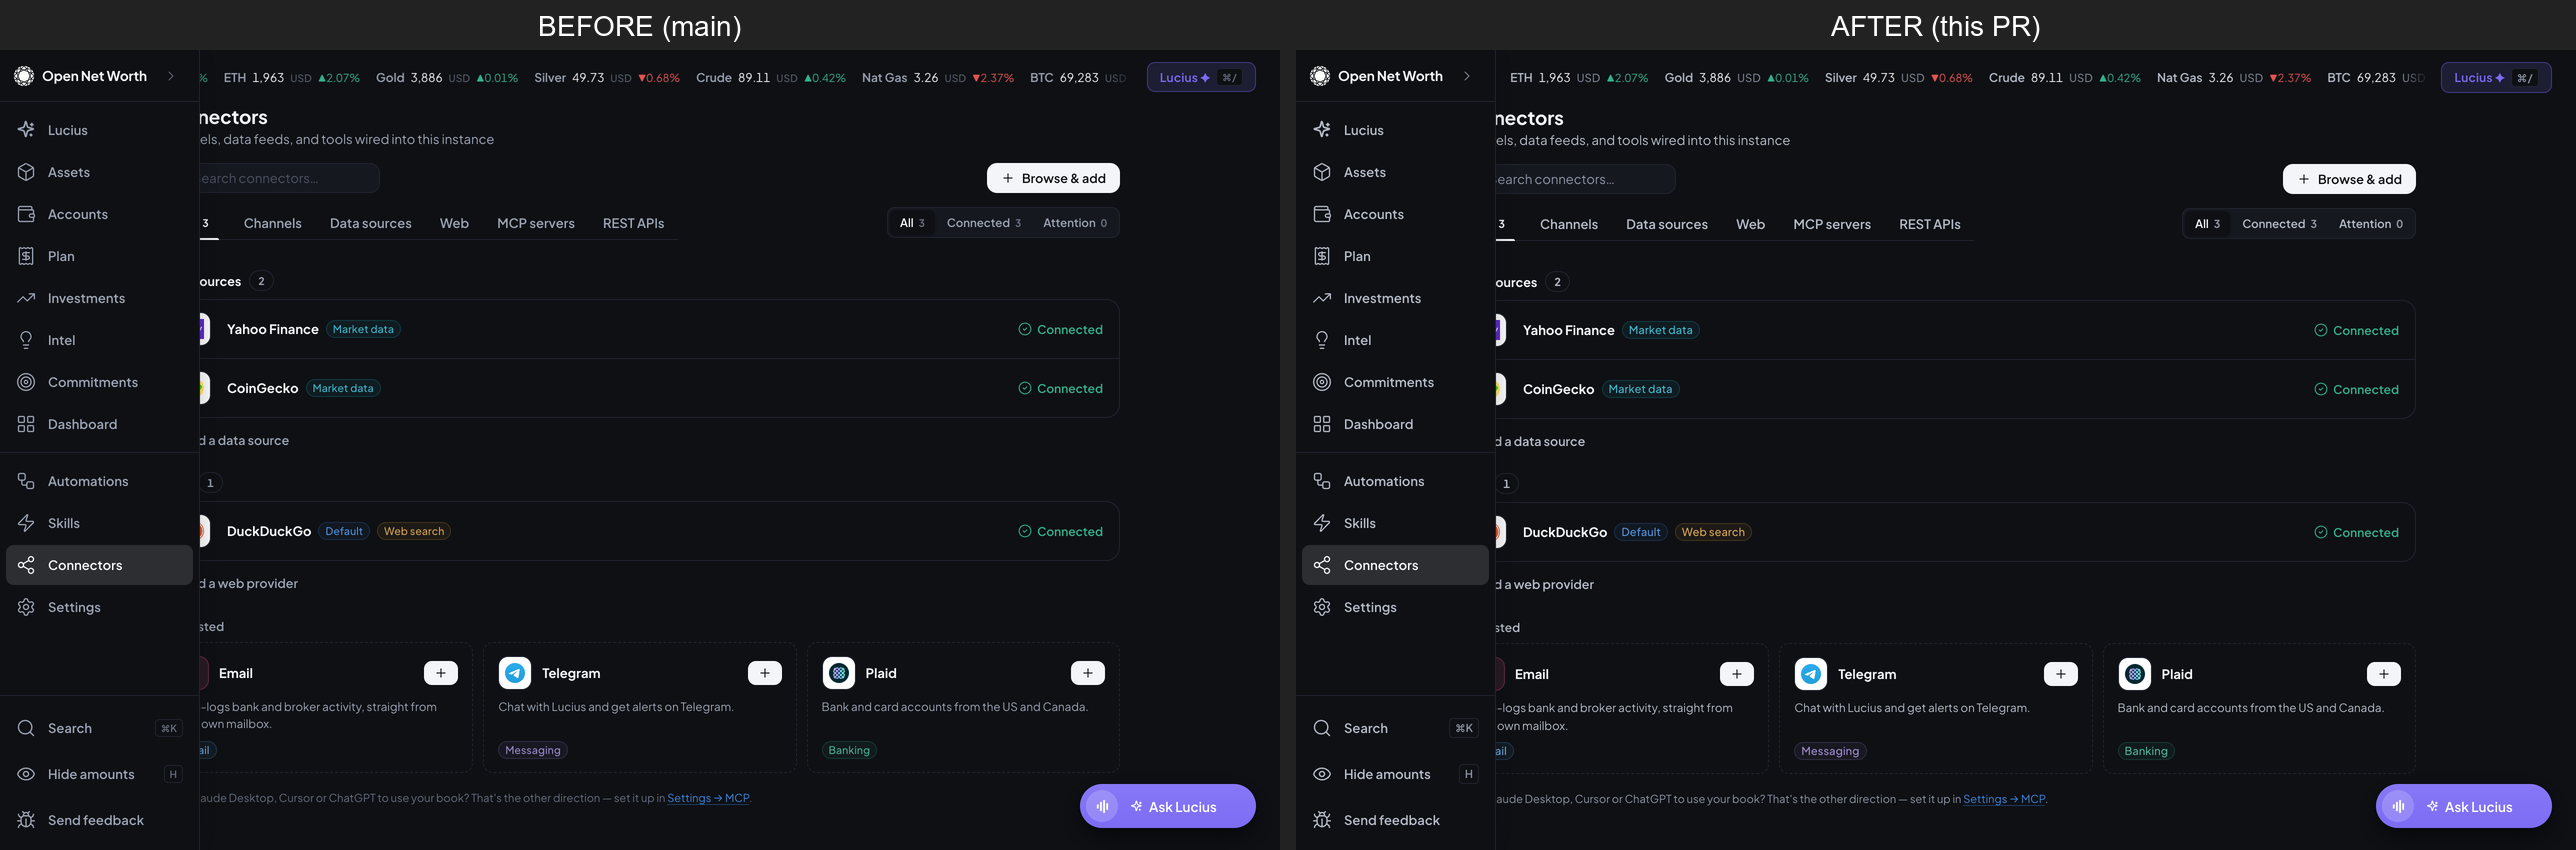 BEFORE (main)
Open Net Worth
% ETH 1,963 USD ▲2.07% Gold 3,886 USD ▲0.01% Silver 49.73 USD ▼0.68% Crude 89.11 USD ▲0.42% Nat Gas 3.26 USD ▼2.37% BTC 69,283 USD
Lucius ⌘/
Lucius
Assets
Accounts
Plan
Investments
Intel
Commitments
Dashboard
Automations
Skills
Connectors
Settings
Search ⌘K
Hide amounts H
Send feedback
nectors
els, data feeds, and tools wired into this instance
earch connectors...
+ Browse & add
3 Channels Data sources Web MCP servers REST APIs
All 3 Connected 3 Attention 0
ources 2
Yahoo Finance Market data Connected
CoinGecko Market data Connected
d a data source
1
DuckDuckGo Default Web search Connected
d a web provider
sted
Email +
-logs bank and broker activity, straight from
own mailbox.
ail
Telegram +
Chat with Lucius and get alerts on Telegram.
Messaging
Plaid +
Bank and card accounts from the US and Canada.
Banking
aude Desktop, Cursor or ChatGPT to use your book? That's the other direction — set it up in Settings → MCP.
Ask Lucius
AFTER (this PR)
Open Net Worth
ETH 1,963 USD ▲2.07% Gold 3,886 USD ▲0.01% Silver 49.73 USD ▼0.68% Crude 89.11 USD ▲0.42% Nat Gas 3.26 USD ▼2.37% BTC 69,283 USD
Lucius ⌘/
Lucius
Assets
Accounts
Plan
Investments
Intel
Commitments
Dashboard
Automations
Skills
Connectors
Settings
Search ⌘K
Hide amounts H
Send feedback
nectors
els, data feeds, and tools wired into this instance
earch connectors...
+ Browse & add
3 Channels Data sources Web MCP servers REST APIs
All 3 Connected 3 Attention 0
ources 2
Yahoo Finance Market data Connected
CoinGecko Market data Connected
d a data source
1
DuckDuckGo Default Web search Connected
d a web provider
sted
Email +
-logs bank and broker activity, straight from
own mailbox.
ail
Telegram +
Chat with Lucius and get alerts on Telegram.
Messaging
Plaid +
Bank and card accounts from the US and Canada.
Banking
aude Desktop, Cursor or ChatGPT to use your book? That's the other direction — set it up in Settings → MCP.
Ask Lucius